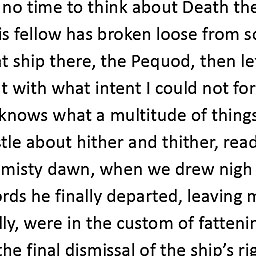 no time to think about Death the
is fellow has broken loose from so
t ship there, the Pequod, then le
t with what intent I could not for
knows what a multitude of things
tle about hither and thither, read
misty dawn, when we drew nigh
ords he finally departed, leaving m
lly, were in the custom of fattenin
the final dismissal of the ship’s rig